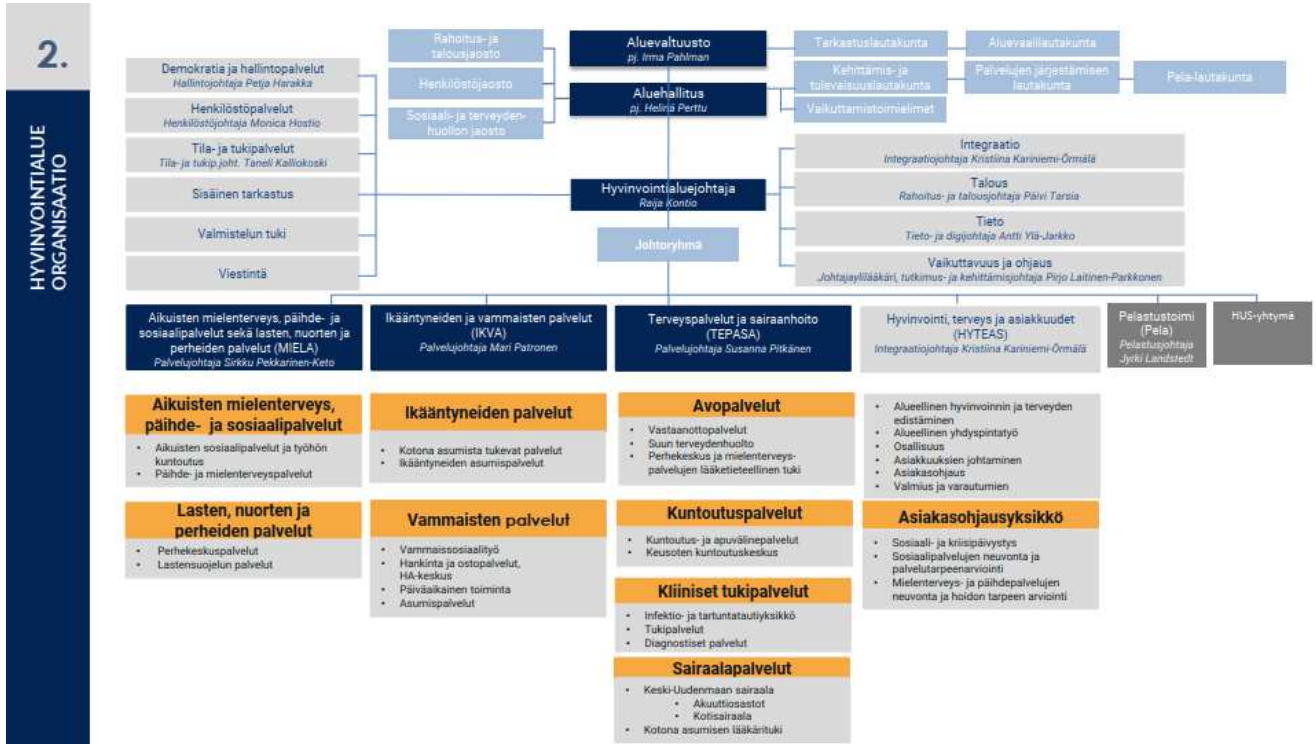 2.
HYVINVOINTIALUE
ORGANISAATIO
Rahoitus- ja
talousjaosto
Henkilöstöjaosto
Sosiaali- ja terveyden-
huollon jaosto
Aluevaltuusto
pj. Irma Pahlman
Aluehallitus
pj. Helinä Perttu
Tarkastuslautakunta
Aluevaalilautakunta
Kehittämis- ja
tulevaisuuslautakunta
Palvelujen järjestämisen
lautakunta
Pela-lautakunta
Vaikuttamistoimielimet
Demokratia ja hallintopalvelut
Hallintojohtaja Petja Harakka
Henkilöstöpalvelut
Henkilöstöjohtaja Monica Hostio
Tila- ja tukipalvelut
Tila- ja tukip.joht. Taneli Kalliokoski
Sisäinen tarkastus
Valmistelun tuki
Viestintä
Hyvinvointialuejohtaja
Raija Kontio
Johtoryhmä
Integraatio
Integraatiojohtaja Kristiina Kariniemi-Örmälä
Talous
Rahoitus- ja talousjohtaja Päivi Tarsia
Tieto
Tieto- ja digijohtaja Antti Ylä-Jarkko
Vaikuttavuus ja ohjaus
Johtajaylilääkäri, tutkimus- ja kehittämisjohtaja Pirjo Laitinen-Parkkonen
Aikuisten mielenterveys, päihde- ja
sosiaalipalvelut sekä lasten, nuorten ja
perheiden palvelut (MIELA)
Palvelujohtaja Sirkku Pekkarinen-Keto
Ikääntyneiden ja vammaisten palvelut
(IKVA)
Palvelujohtaja Mari Patronen
Terveyspalvelut ja sairaanhoito
(TEPASA)
Palvelujohtaja Susanna Pitkänen
Hyvinvointi, terveys ja asiakkuudet
(HYTEAS)
Integraatiojohtaja Kristiina Kariniemi-Örmälä
Pelastustoimi
(Pela)
Pelastusjohtaja
Jyrki Landstedt
HUS-yhtymä
Aikuisten mielenterveys,
päihde- ja sosiaalipalvelut
• Aikuisten sosiaalipalvelut ja työhön
kuntoutus
• Päihde- ja mielenterveyspalvelut
Lasten, nuorten ja
perheiden palvelut
• Perhekeskuspalvelut
• Lastensuojelun palvelut
Ikääntyneiden palvelut
• Kotona asumista tukevat palvelut
• Ikääntyneiden asumispalvelut
Vammaisten palvelut
• Vammaissosiaalityö
• Hankinta ja ostopalvelut,
HA-keskus
• Päiväaikainen toiminta
• Asumispalvelut
Avopalvelut
• Vastaanottopalvelut
• Suun terveydenhuolto
• Perhekeskus ja mielenterveys-
palvelujen lääketieteellinen tuki
Kuntoutuspalvelut
• Kuntoutus- ja apuvälinepalvelut
• Keusoten kuntoutuskeskus
Kliiniset tukipalvelut
• Infektio- ja tartuntatautiyksikkö
• Tukipalvelut
• Diagnostiset palvelut
Sairaalapalvelut
• Keski-Uudenmaan sairaala
• Akuuttiosastot
• Kotisairaala
• Kotona asumisen lääkärituki
• Alueellinen hyvinvoinnin ja terveyden
edistäminen
• Alueellinen yhdyspintatyö
• Osallisuus
• Asiakkuuksien johtaminen
• Asiakasohjaus
• Valmius ja varautumien
Asiakasohjausyksikkö
• Sosiaali- ja kriisipäivystys
• Sosiaalipalvelujen neuvonta ja
palvelutarpeenarviointi
• Mielenterveys- ja päihdepalvelujen
neuvonta ja hoidon tarpeen arviointi